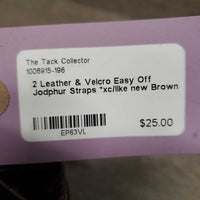 The Tack Collector
1006915-196
2 Leather & Velcro Easy Off
Jodphur Straps *xc/like new Brown
EP63VL
$25.00